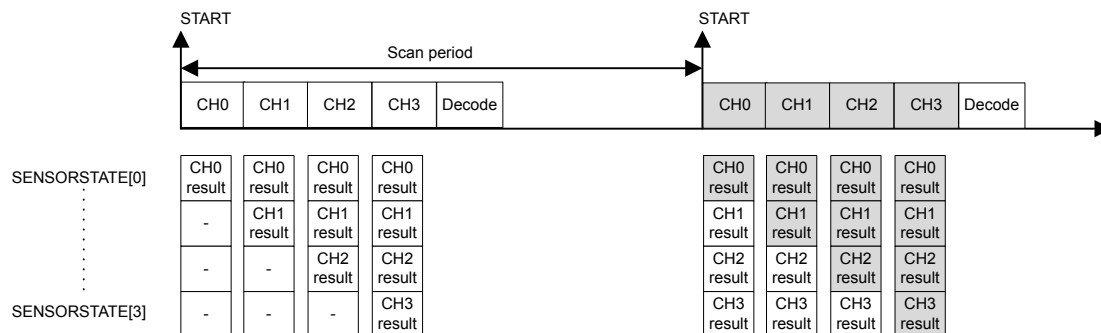 START START
Scan period
CH0 CH1 CH2 CH3 Decode CH0 CH1 CH2 CH3 Decode
SENSORSTATE[0] CH0 result CH0 result CH0 result CH0 result CH0 result CH0 result CH0 result CH0 result
- CH1 result CH1 result CH1 result CH1 result CH1 result CH1 result CH1 result
- - CH2 result CH2 result CH2 result CH2 result CH2 result CH2 result
SENSORSTATE[3] - - - CH3 result CH3 result CH3 result CH3 result CH3 result